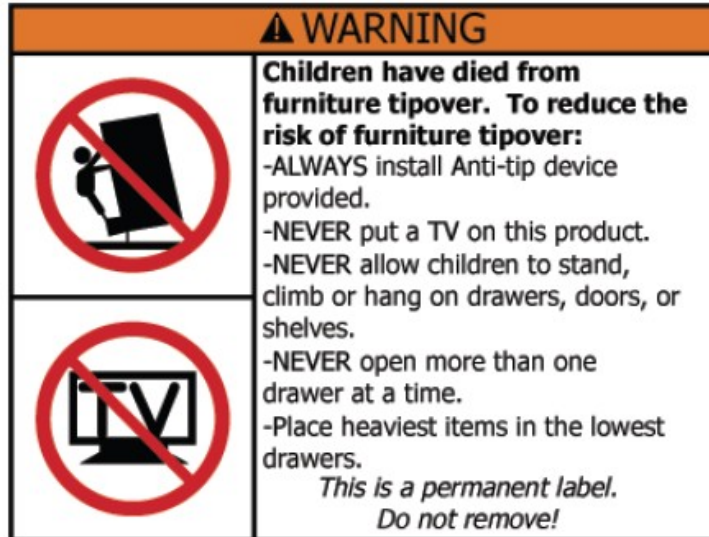 WARNING
Children have died from
furniture tipover. To reduce the
risk of furniture tipover:
-ALWAYS install Anti-tip device
provided.
-NEVER put a TV on this product.
-NEVER allow children to stand,
climb or hang on drawers, doors, or
shelves.
-NEVER open more than one
drawer at a time.
-Place heaviest items in the lowest
drawers.
This is a permanent label.
Do not remove!
TV